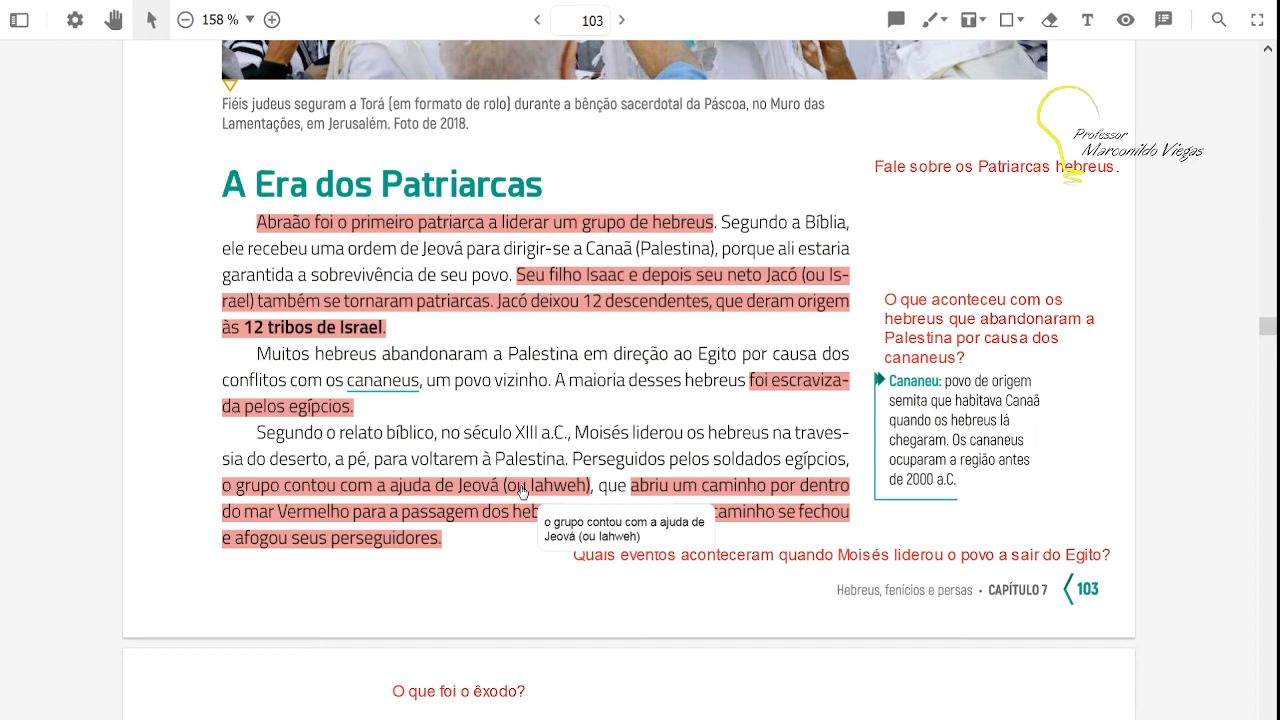 158 %
103
Fiéis judeus seguram a Torá (em formato de rolo) durante a bênção sacerdotal da Páscoa, no Muro das
Lamentações, em Jerusalém. Foto de 2018.
Professor
Marconildo Viegas
Fale sobre os Patriarcas hebreus.
A Era dos Patriarcas
Abraão foi o primeiro patriarca a liderar um grupo de hebreus. Segundo a Bíblia,
ele recebeu uma ordem de Jeová para dirigir-se a Canaã (Palestina), porque ali estaria
garantida a sobrevivência de seu povo. Seu filho Isaac e depois seu neto Jacó (ou Is-
rael) também se tornaram patriarcas. Jacó deixou 12 descendentes, que deram origem
às 12 tribos de Israel.
Muitos hebreus abandonaram a Palestina em direção ao Egito por causa dos
conflitos com os cananeus, um povo vizinho. A maioria desses hebreus foi escraviza-
da pelos egípcios.
Segundo o relato bíblico, no século XIII a.C., Moisés liderou os hebreus na traves-
sia do deserto, a pé, para voltarem à Palestina. Perseguidos pelos soldados egípcios,
o grupo contou com a ajuda de Jeová (ou Iahweh), que abriu um caminho por dentro
do mar Vermelho para a passagem dos heb caminho se fechou
e afogou seus perseguidores.
o grupo contou com a ajuda de
Jeová (ou Iahweh)
O que aconteceu com os
hebreus que abandonaram a
Palestina por causa dos
cananeus?
Cananeu: povo de origem
semita que habitava Canaã
quando os hebreus lá
chegaram. Os cananeus
ocuparam a região antes
de 2000 a.C.
Quais eventos aconteceram quando Moisés liderou o povo a sair do Egito?
Hebreus, fenícios e persas • CAPÍTULO 7 103
O que foi o êxodo?